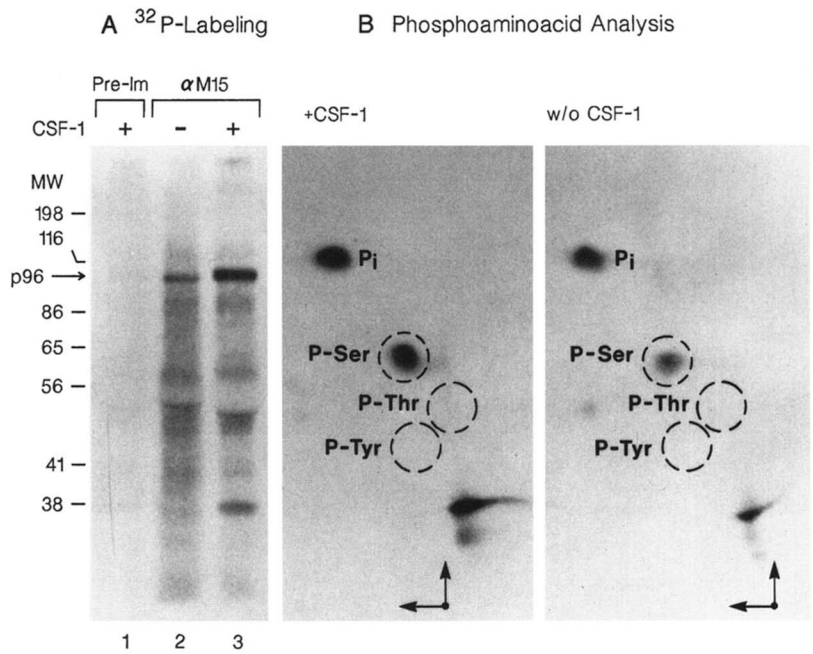 A ³²P-Labeling
B Phosphoaminoacid Analysis
Pre-Im αM15
CSF-1 + - +
MW
198
116
p96
86
65
56
41
38
1 2 3
+CSF-1
Pi
P-Ser
P-Thr
P-Tyr
w/o CSF-1
Pi
P-Ser
P-Thr
P-Tyr